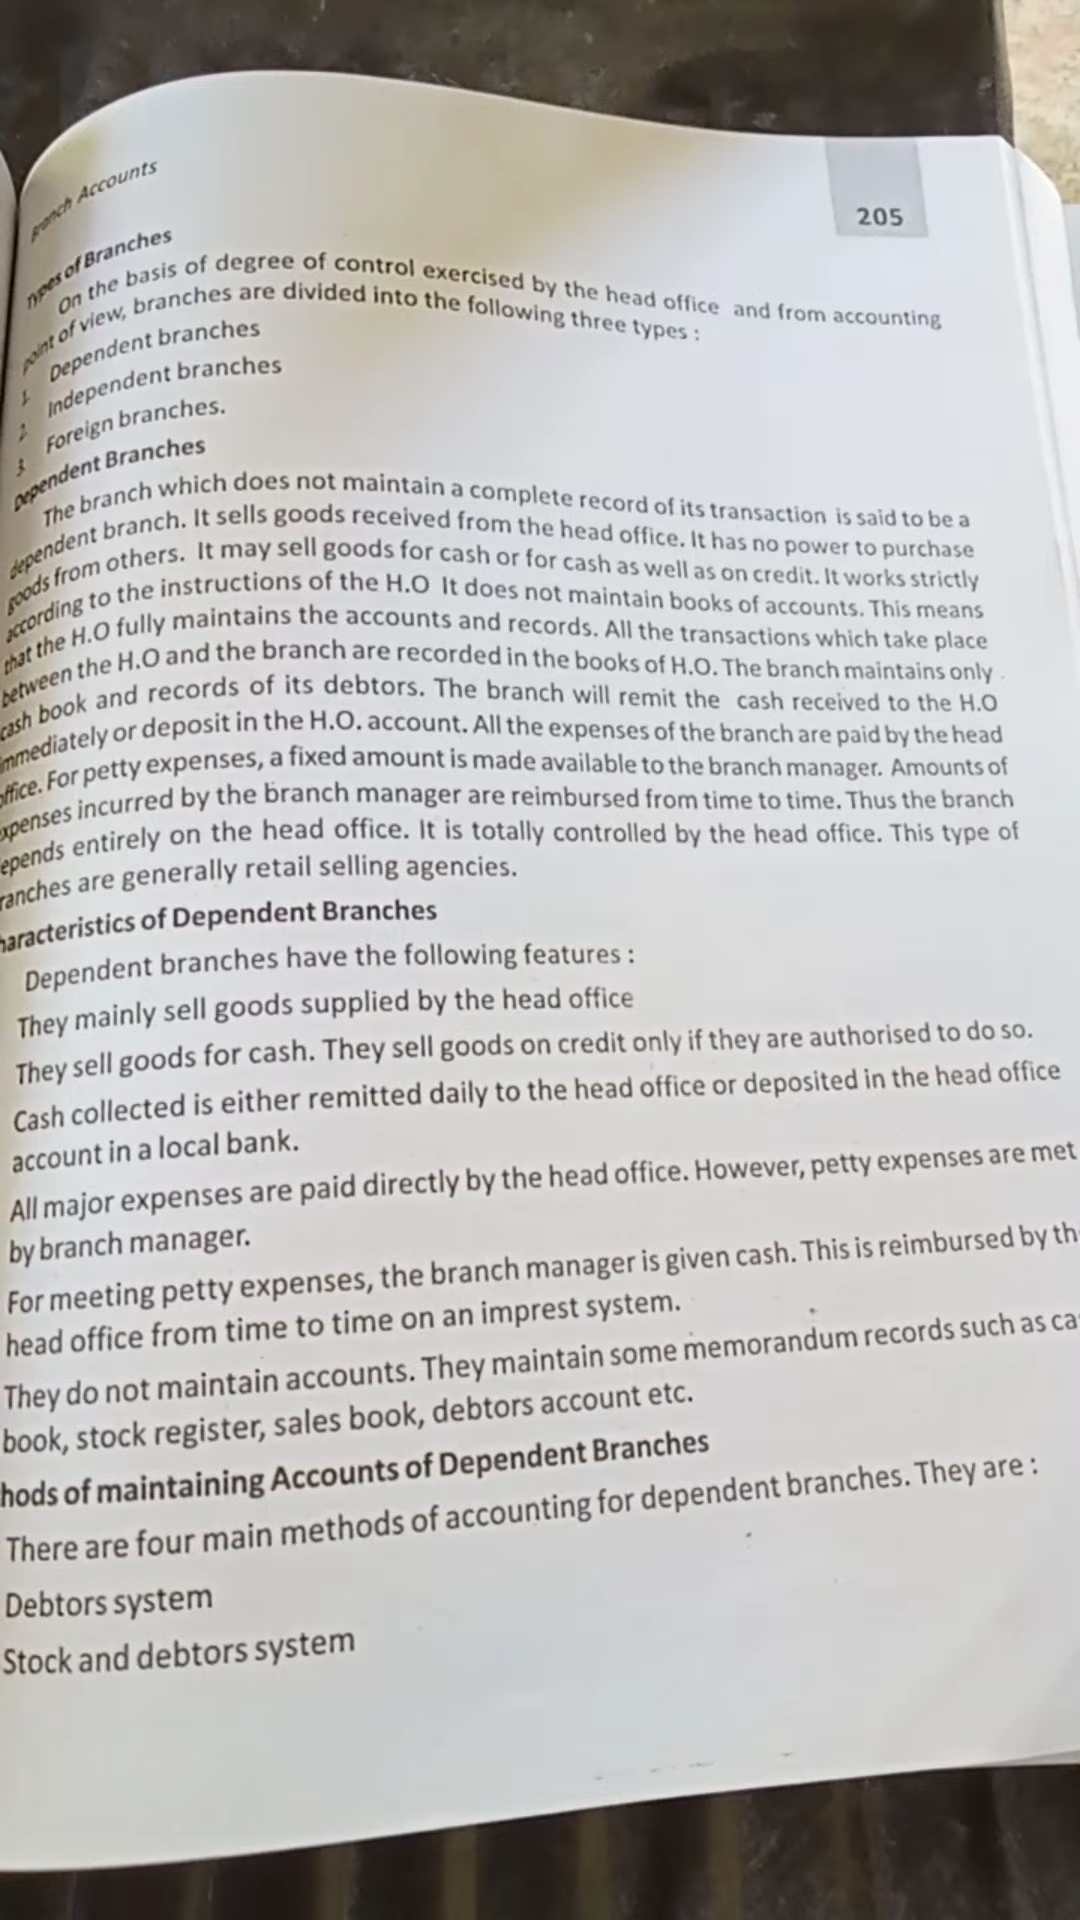 Branch Accounts
205
Types of Branches
On the basis of degree of control exercised by the head office and from accounting
point of view, branches are divided into the following three types :
1. Dependent branches
2. Independent branches
3. Foreign branches.
Dependent Branches
The branch which does not maintain a complete record of its transaction is said to be a
dependent branch. It sells goods received from the head office. It has no power to purchase
goods from others. It may sell goods for cash or for cash as well as on credit. It works strictly
according to the instructions of the H.O It does not maintain books of accounts. This means
that the H.O fully maintains the accounts and records. All the transactions which take place
between the H.O and the branch are recorded in the books of H.O. The branch maintains only
cash book and records of its debtors. The branch will remit the cash received to the H.O
mmediately or deposit in the H.O. account. All the expenses of the branch are paid by the head
office. For petty expenses, a fixed amount is made available to the branch manager. Amounts of
xpenses incurred by the branch manager are reimbursed from time to time. Thus the branch
epends entirely on the head office. It is totally controlled by the head office. This type of
ranches are generally retail selling agencies.
haracteristics of Dependent Branches
Dependent branches have the following features :
They mainly sell goods supplied by the head office
They sell goods for cash. They sell goods on credit only if they are authorised to do so.
Cash collected is either remitted daily to the head office or deposited in the head office
account in a local bank.
All major expenses are paid directly by the head office. However, petty expenses are met
by branch manager.
For meeting petty expenses, the branch manager is given cash. This is reimbursed by th
head office from time to time on an imprest system.
They do not maintain accounts. They maintain some memorandum records such as ca
book, stock register, sales book, debtors account etc.
hods of maintaining Accounts of Dependent Branches
There are four main methods of accounting for dependent branches. They are :
Debtors system
Stock and debtors system